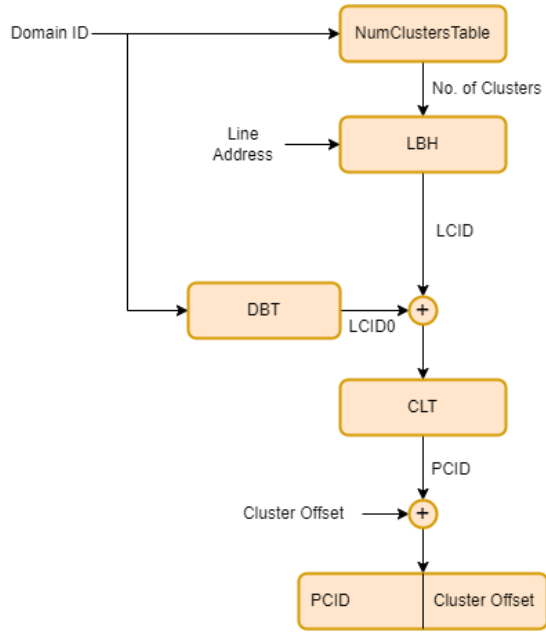 Domain ID
NumClustersTable
No. of Clusters
Line
Address
LBH
LCID
DBT
LCID0
+
CLT
PCID
Cluster Offset
+
PCID
Cluster Offset